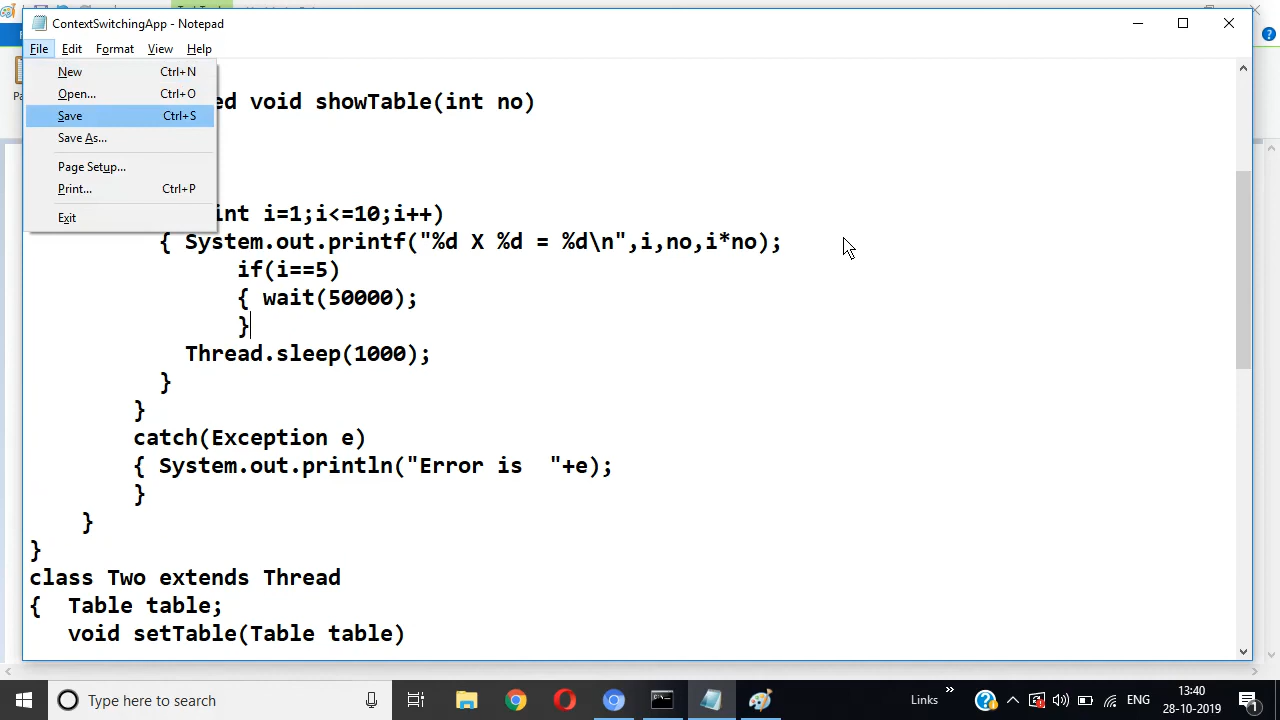 ContextSwitchingApp - Notepad
File Edit Format View Help
New Ctrl+N
Open... Ctrl+O
Save Ctrl+S
Save As...
Page Setup...
Print... Ctrl+P
Exit
ed void showTable(int no)
int i=1;i<=10;i++)
{ System.out.printf("%d X %d = %d\n",i,no,i*no);
if(i==5)
{ wait(50000);
}
Thread.sleep(1000);
}
}
catch(Exception e)
{ System.out.println("Error is  "+e);
}
}
}
class Two extends Thread
{  Table table;
void setTable(Table table)
Type here to search
Links
ENG
13:40
28-10-2019
1